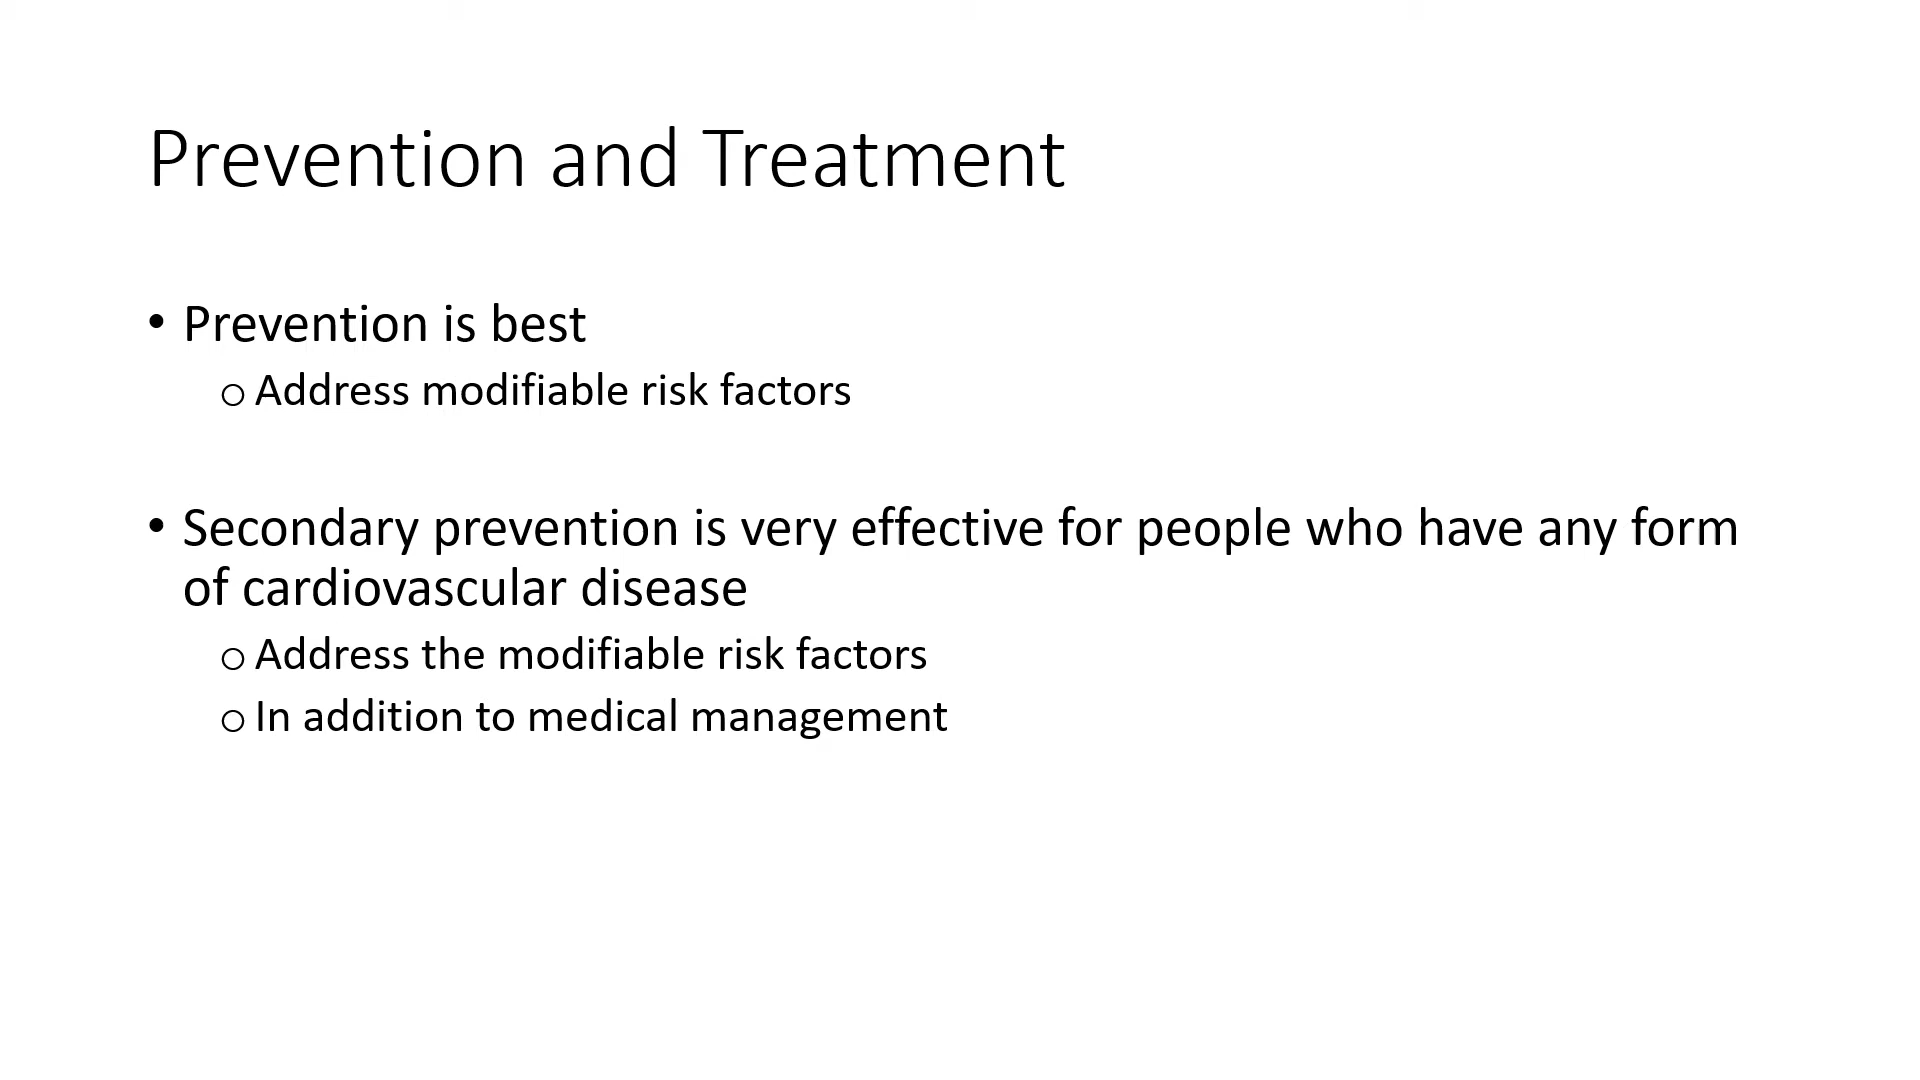 Prevention and Treatment
• Prevention is best
o Address modifiable risk factors
• Secondary prevention is very effective for people who have any form
of cardiovascular disease
o Address the modifiable risk factors
o In addition to medical management